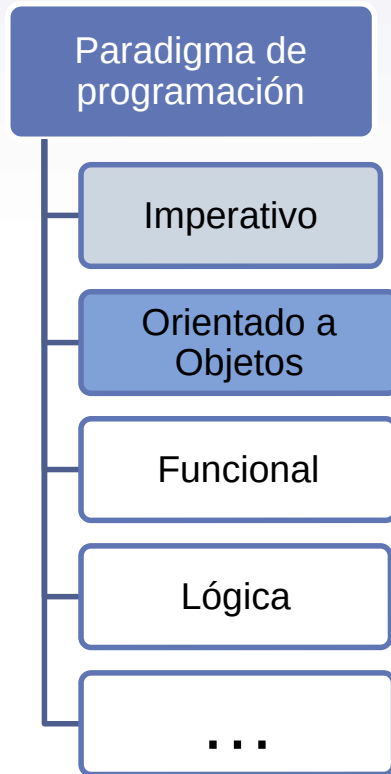 Paradigma de
programación
Imperativo
Orientado a
Objetos
Funcional
Lógica
...